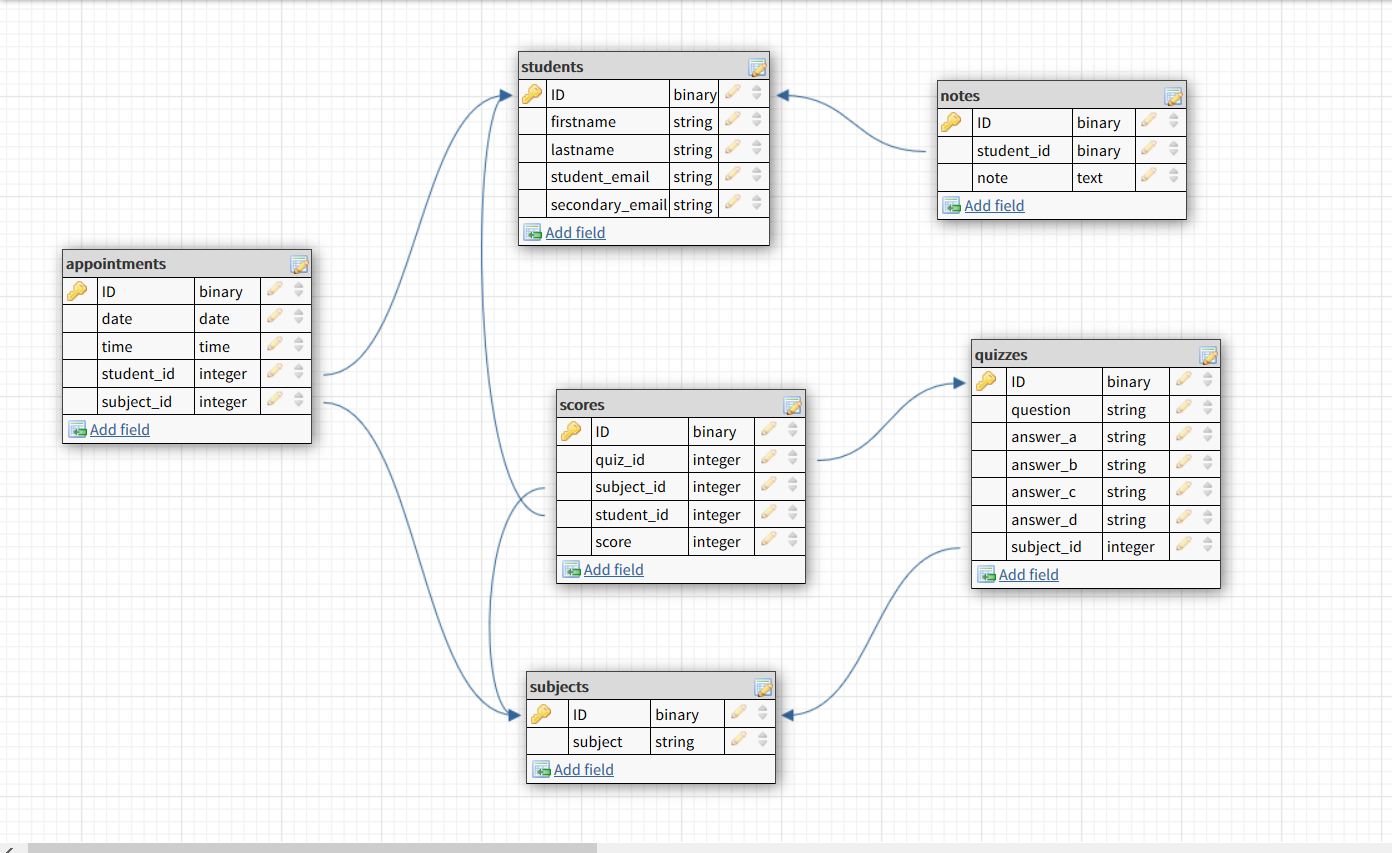 students
ID binary
firstname string
lastname string
student_email string
secondary_email string
Add field
notes
ID binary
student_id binary
note text
Add field
appointments
ID binary
date date
time time
student_id integer
subject_id integer
Add field
scores
ID binary
quiz_id integer
subject_id integer
student_id integer
score integer
Add field
quizzes
ID binary
question string
answer_a string
answer_b string
answer_c string
answer_d string
subject_id integer
Add field
subjects
ID binary
subject string
Add field